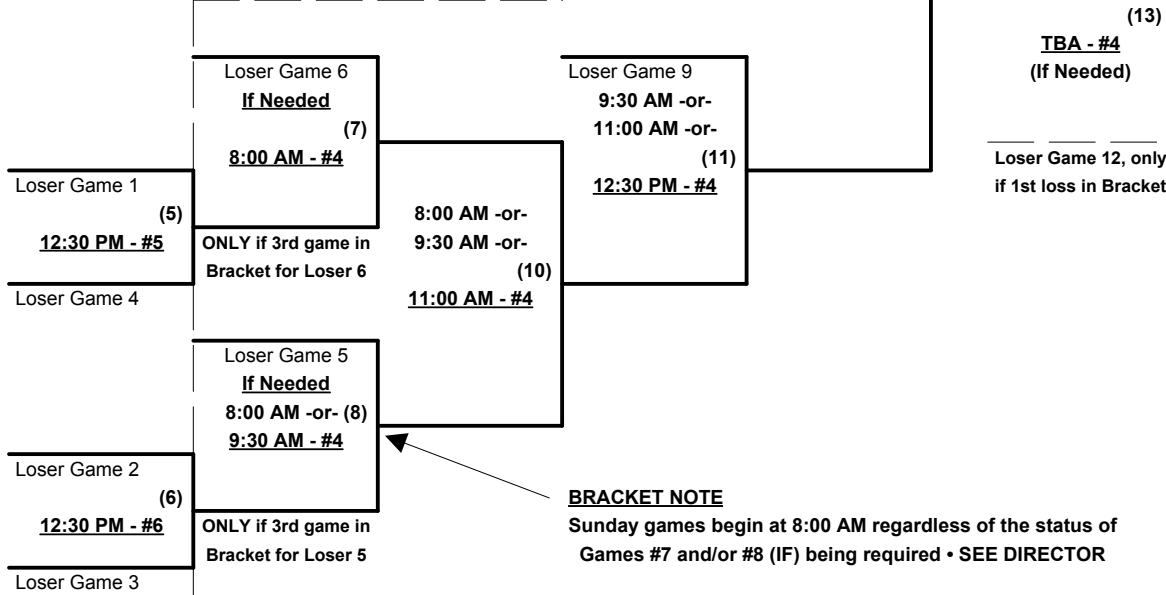 (13)
TBA - #4
(If Needed)
Loser Game 12, only
if 1st loss in Bracket
Loser Game 6
If Needed
(7)
8:00 AM - #4
ONLY if 3rd game in
Bracket for Loser 6
Loser Game 9
9:30 AM -or-
11:00 AM -or-
(11)
12:30 PM - #4
Loser Game 1
(5)
12:30 PM - #5
Loser Game 4
8:00 AM -or-
9:30 AM -or-
(10)
11:00 AM - #4
Loser Game 5
If Needed
8:00 AM -or- (8)
9:30 AM - #4
ONLY if 3rd game in
Bracket for Loser 5
Loser Game 2
(6)
12:30 PM - #6
Loser Game 3
BRACKET NOTE
Sunday games begin at 8:00 AM regardless of the status of
Games #7 and/or #8 (IF) being required • SEE DIRECTOR